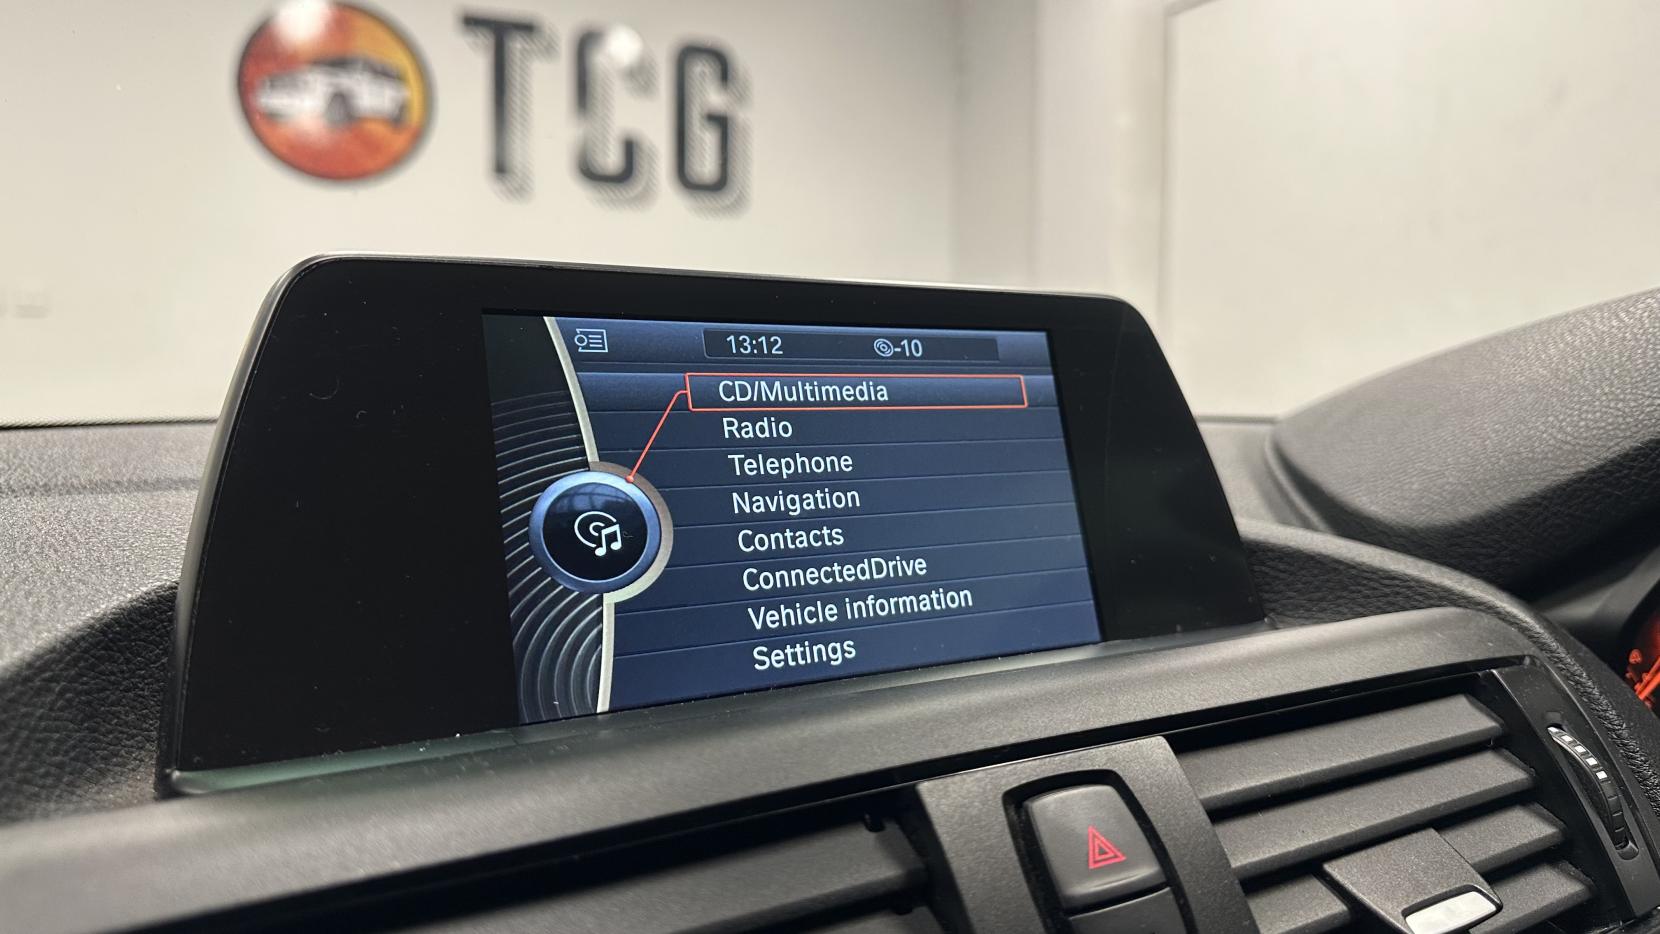 TCG
13:12
-10
CD/Multimedia
Radio
Telephone
Navigation
Contacts
ConnectedDrive
Vehicle information
Settings